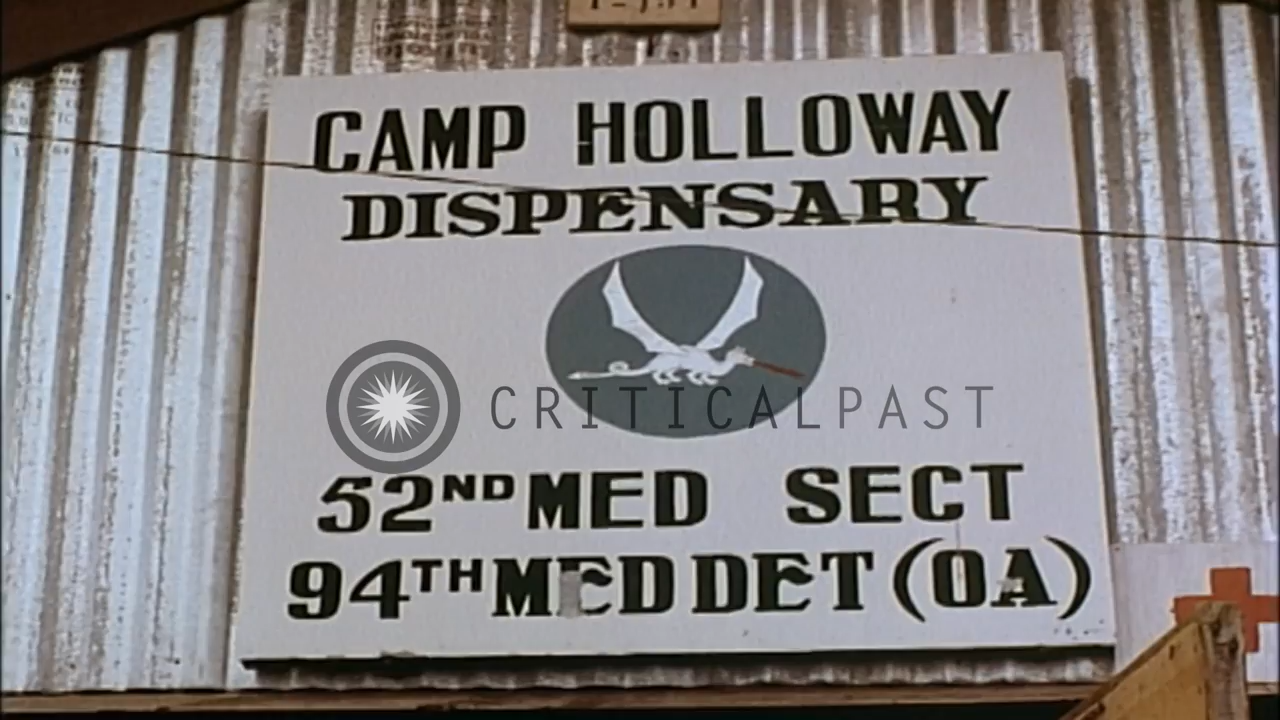 CAMP HOLLOWAY
DISPENSARY
CRITICALPAST
52ND MED SECT
94TH MED DET (OA)